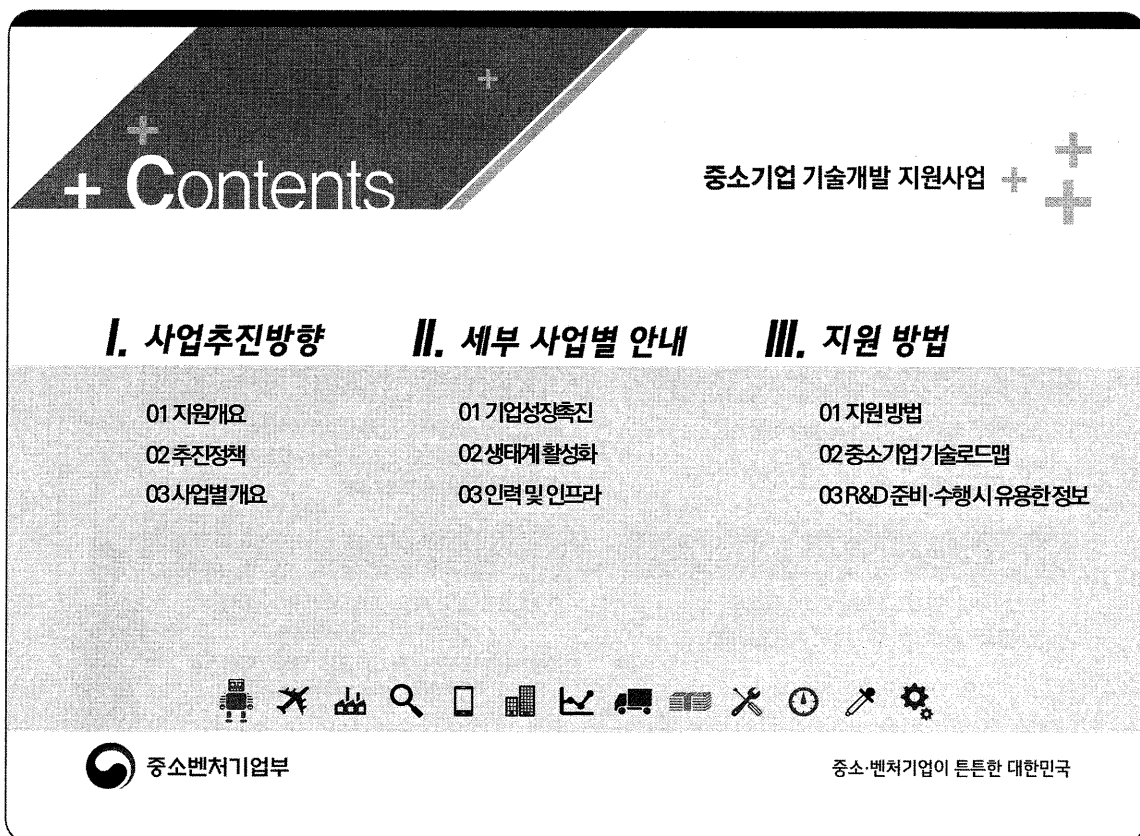 + Contents
중소기업 기술개발 지원사업
I. 사업추진방향
01 지원개요
02 추진정책
03 사업별 개요
II. 세부 사업별 안내
01 기업성장촉진
02 생태계 활성화
03 인력 및 인프라
III. 지원 방법
01 지원 방법
02 중소기업 기술로드맵
03 R&D 준비·수행 시 유용한 정보
중소벤처기업부
중소·벤처기업이 튼튼한 대한민국